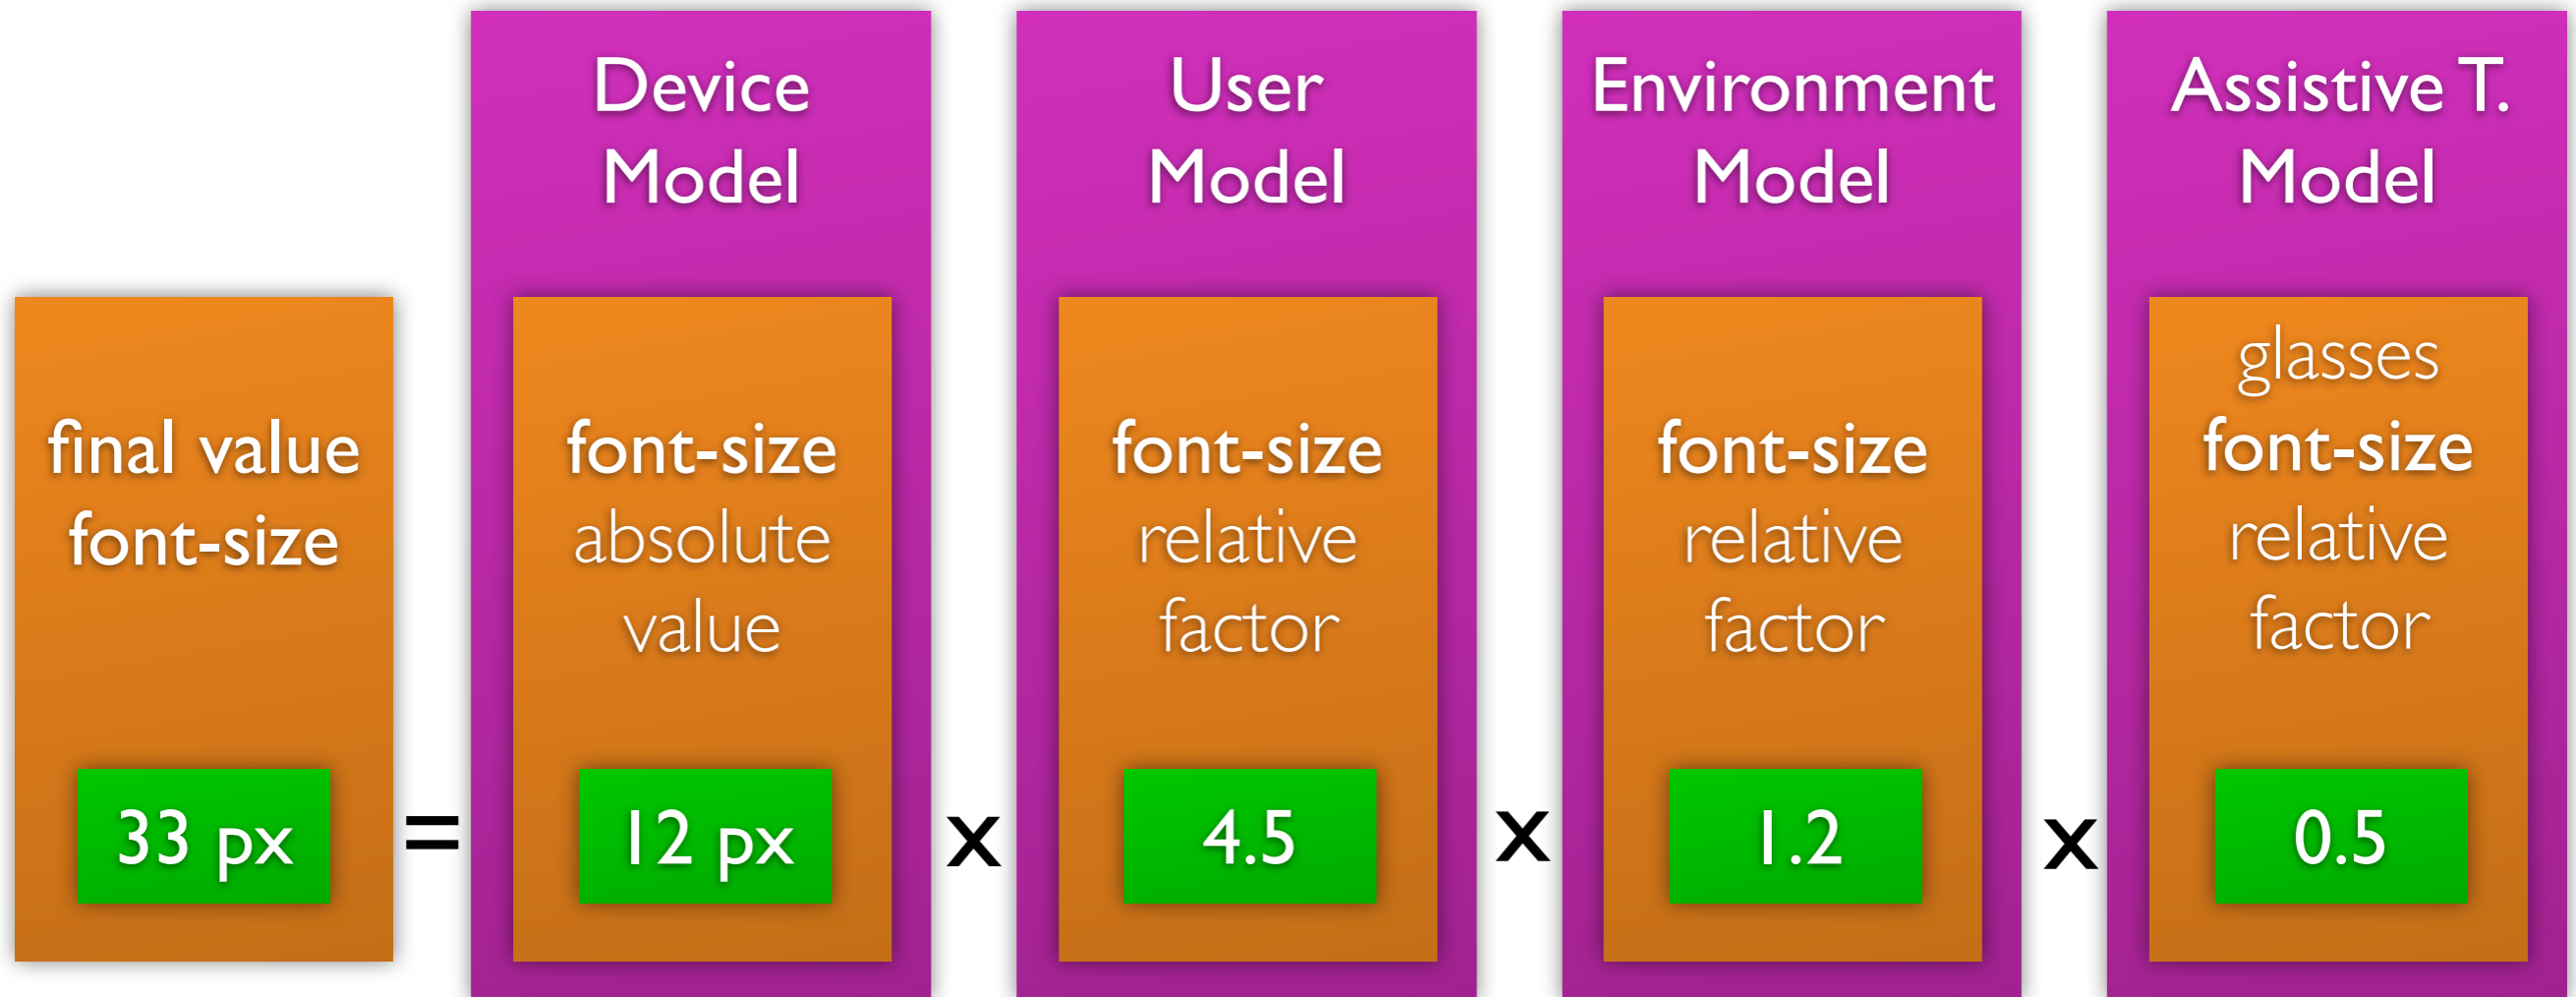 Device
Model
User
Model
Environment
Model
Assistive T.
Model
final value
font-size
33 px
=
font-size
absolute
value
12 px
x
font-size
relative
factor
4.5
x
font-size
relative
factor
1.2
x
glasses
font-size
relative
factor
0.5